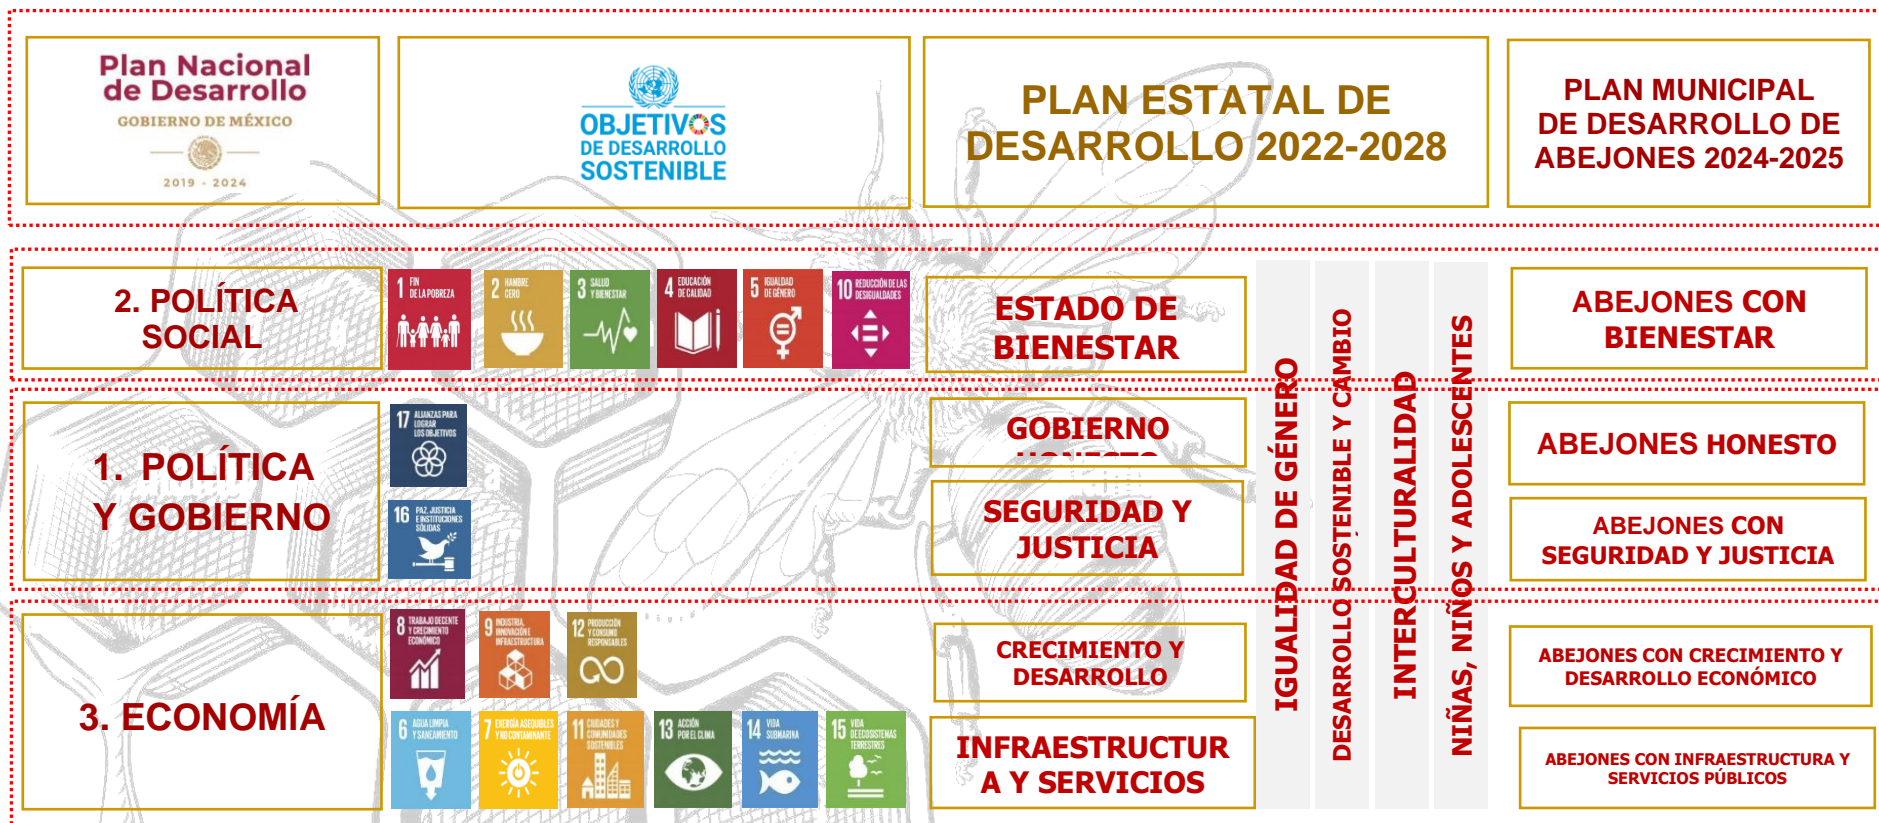 Plan Nacional
de Desarrollo
GOBIERNO DE MÉXICO
2019 - 2024
OBJETIVOS
DE DESARROLLO
SOSTENIBLE
PLAN ESTATAL DE
DESARROLLO 2022-2028
PLAN MUNICIPAL
DE DESARROLLO DE
ABEJONES 2024-2025
2. POLÍTICA
SOCIAL
1 FIN
DE LA POBREZA
2 HAMBRE
CERO
3 SALUD
Y BIENESTAR
4 EDUCACIÓN
DE CALIDAD
5 IGUALDAD
DE GÉNERO
10 REDUCCIÓN DE LAS
DESIGUALDADES
ESTADO DE
BIENESTAR
ABEJONES CON
BIENESTAR
1. POLÍTICA
Y GOBIERNO
17 ALIANZAS PARA
LOGRAR
LOS OBJETIVOS
16 PAZ, JUSTICIA
E INSTITUCIONES
SÓLIDAS
GOBIERNO
HONESTO
SEGURIDAD Y
JUSTICIA
ABEJONES HONESTO
ABEJONES CON
SEGURIDAD Y JUSTICIA
3. ECONOMÍA
8 TRABAJO DECENTE
Y CRECIMIENTO
ECONÓMICO
9 INDUSTRIA,
INNOVACIÓN E
INFRAESTRUCTURA
12 PRODUCCIÓN
Y CONSUMO
RESPONSABLES
6 AGUA LIMPIA
Y SANEAMIENTO
7 ENERGÍA ASEQUIBLE
Y NO CONTAMINANTE
11 CIUDADES Y
COMUNIDADES
SOSTENIBLES
13 ACCIÓN
POR EL CLIMA
14 VIDA
SUBMARINA
15 VIDA
DE ECOSISTEMAS
TERRESTRES
CRECIMIENTO Y
DESARROLLO
INFRAESTRUCTUR
A Y SERVICIOS
IGUALIDAD DE GÉNERO
DESARROLLO SOSTENIBLE Y CAMBIO
INTERCULTURALIDAD
NIÑAS, NIÑOS Y ADOLESCENTES
ABEJONES CON CRECIMIENTO Y
DESARROLLO ECONÓMICO
ABEJONES CON INFRAESTRUCTURA Y
SERVICIOS PÚBLICOS